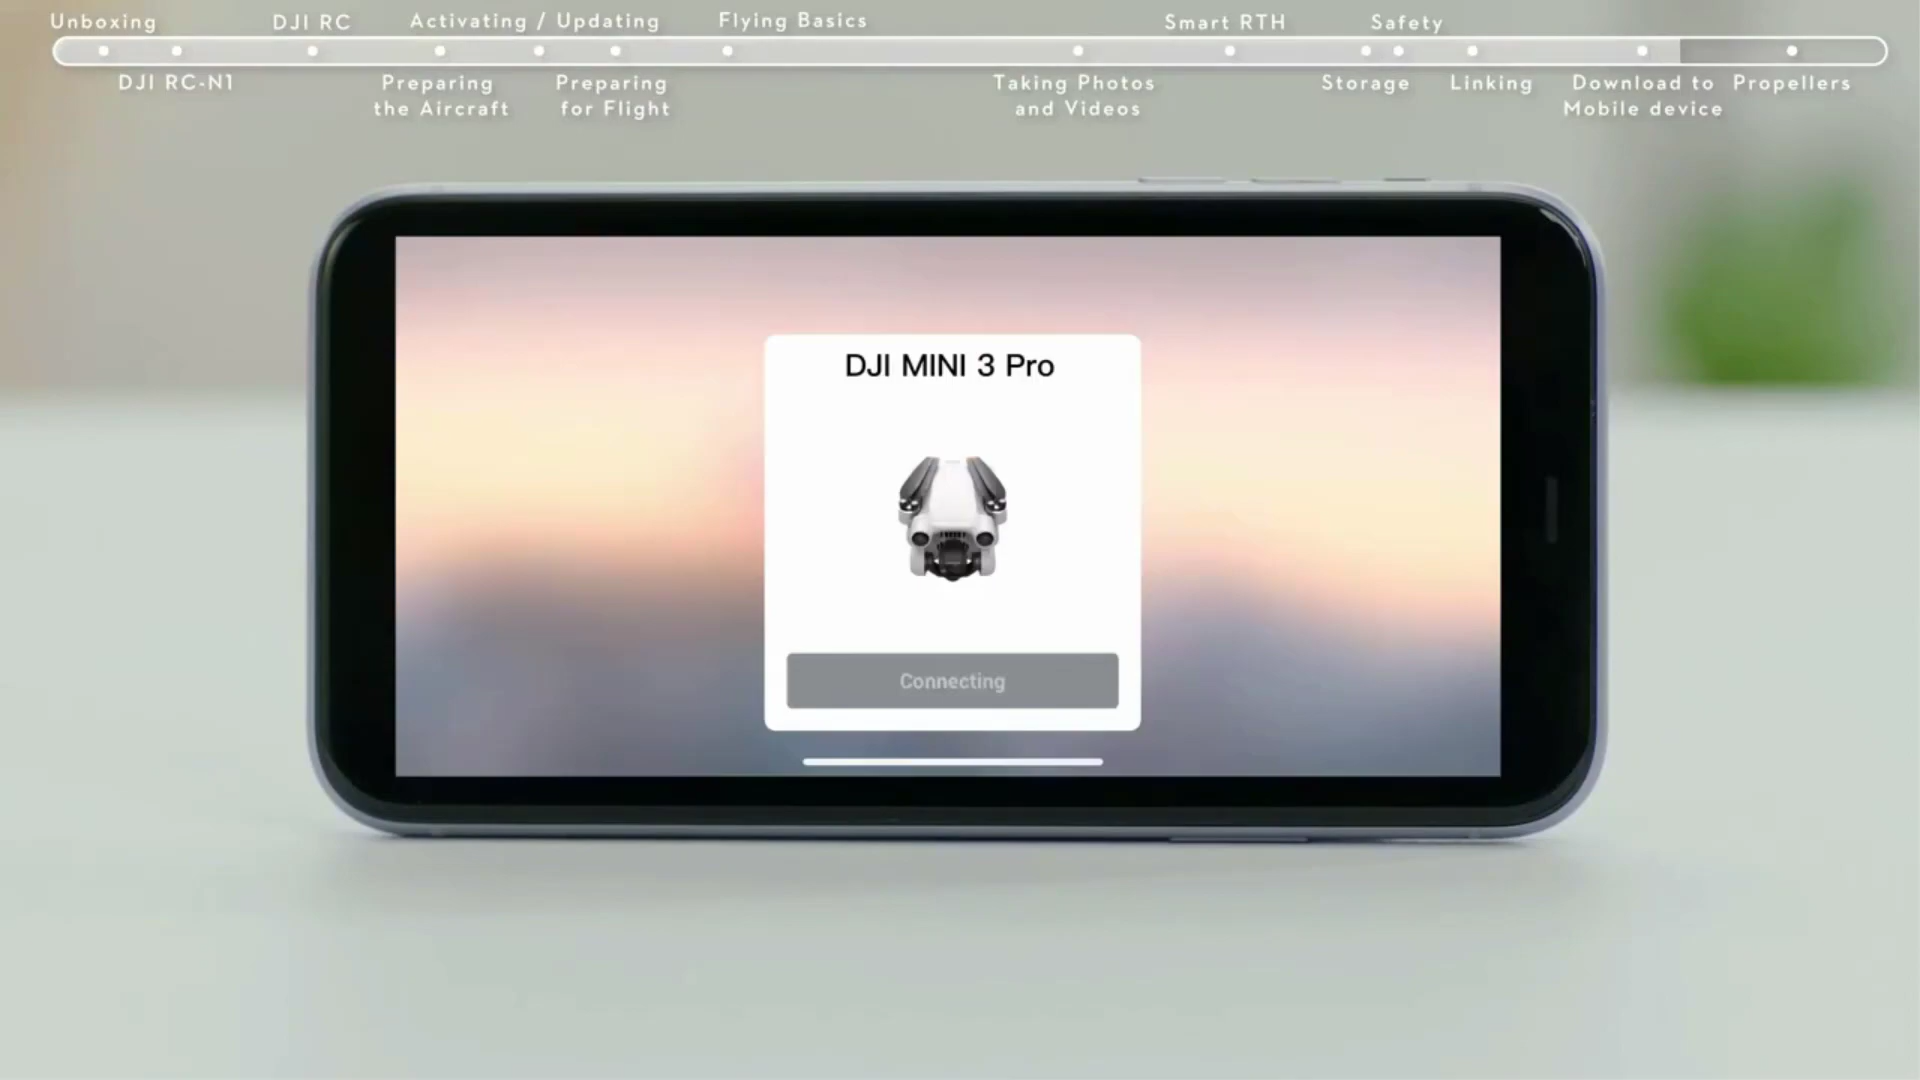 Unboxing
DJI RC
Activating / Updating
Flying Basics
Smart RTH
Safety
DJI RC-N1
Preparing
the Aircraft
Preparing
for Flight
Taking Photos
and Videos
Storage
Linking
Download to
Mobile device
Propellers
DJI MINI 3 Pro
Connecting